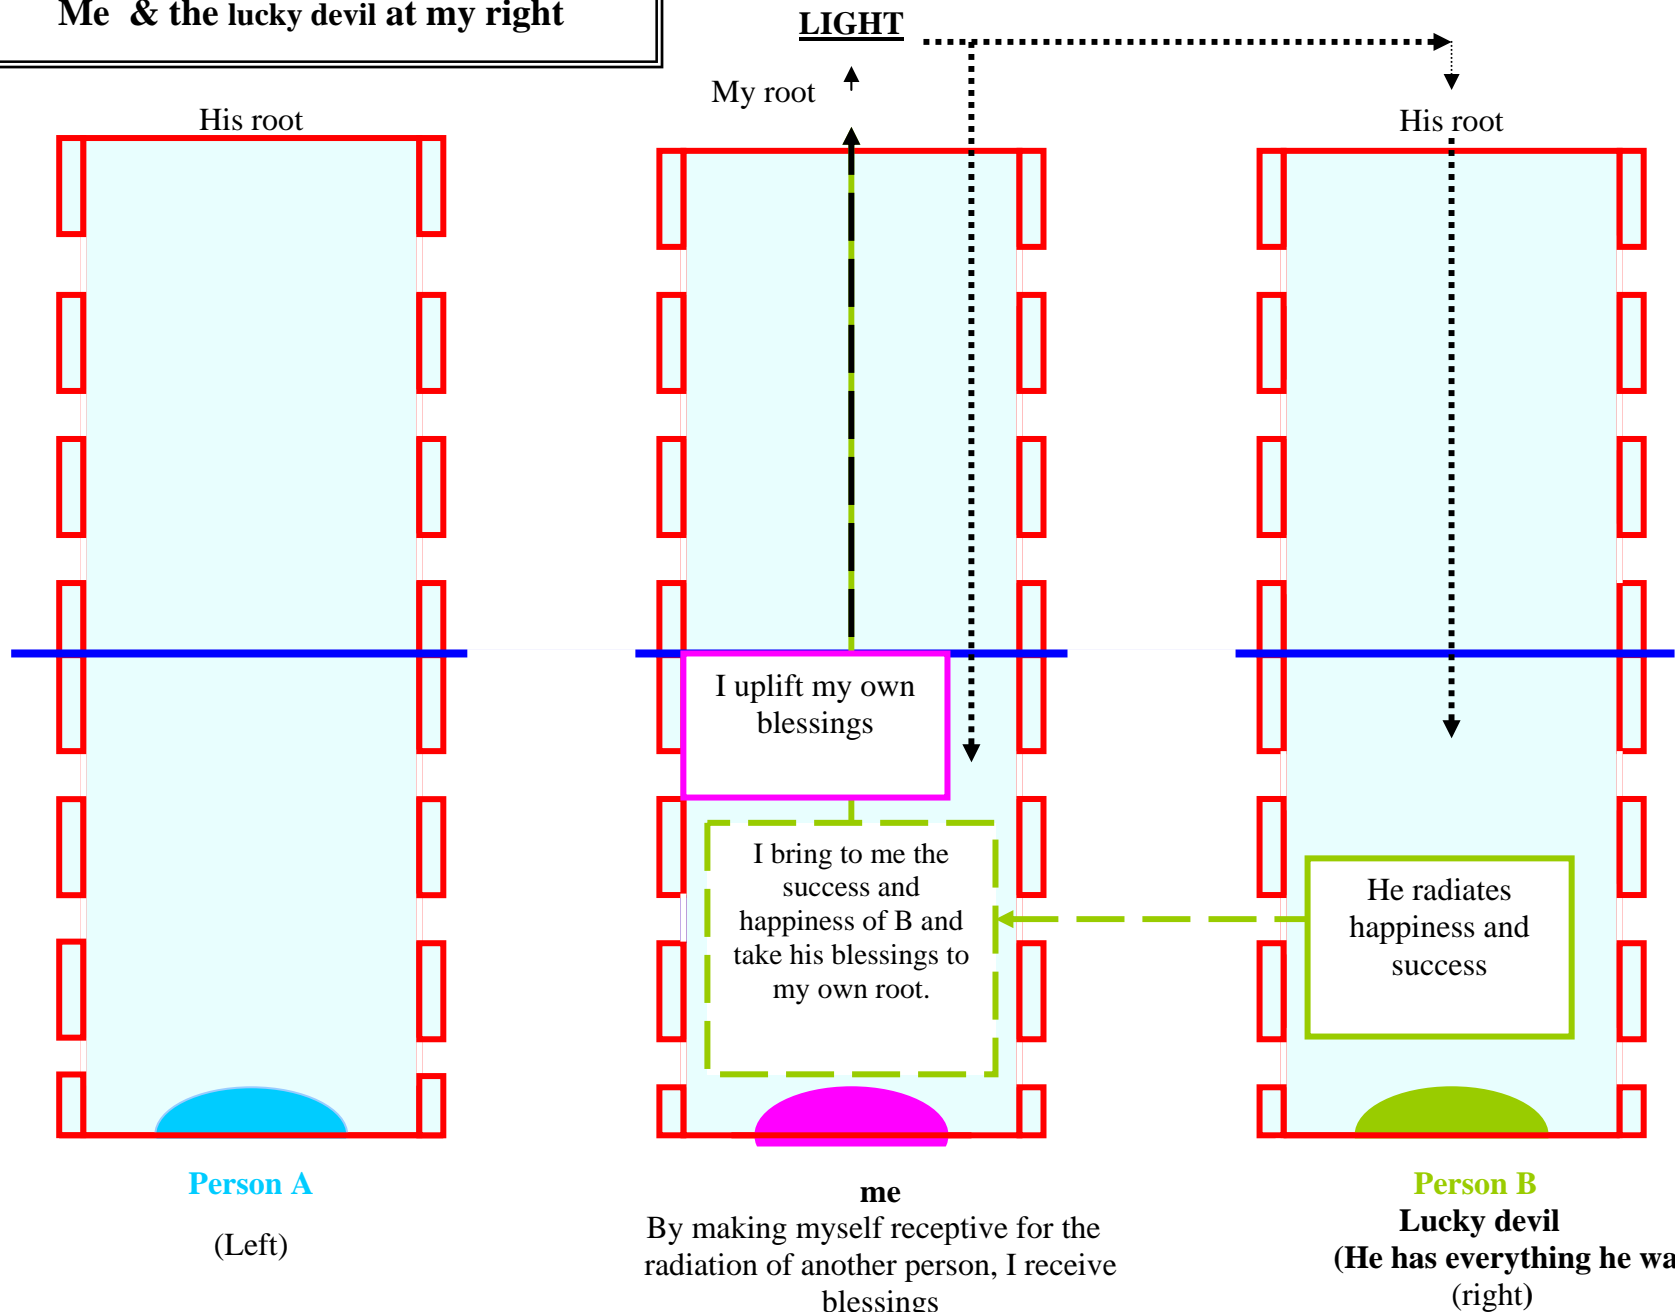 Me & the lucky devil at my right
LIGHT
My root
His root
His root
I uplift my own
blessings
I bring to me the
success and
happiness of B and
take his blessings to
my own root.
He radiates
happiness and
success
Person A
(Left)
me
By making myself receptive for the
radiation of another person, I receive
blessings
Person B
Lucky devil
(He has everything he wa
(right)